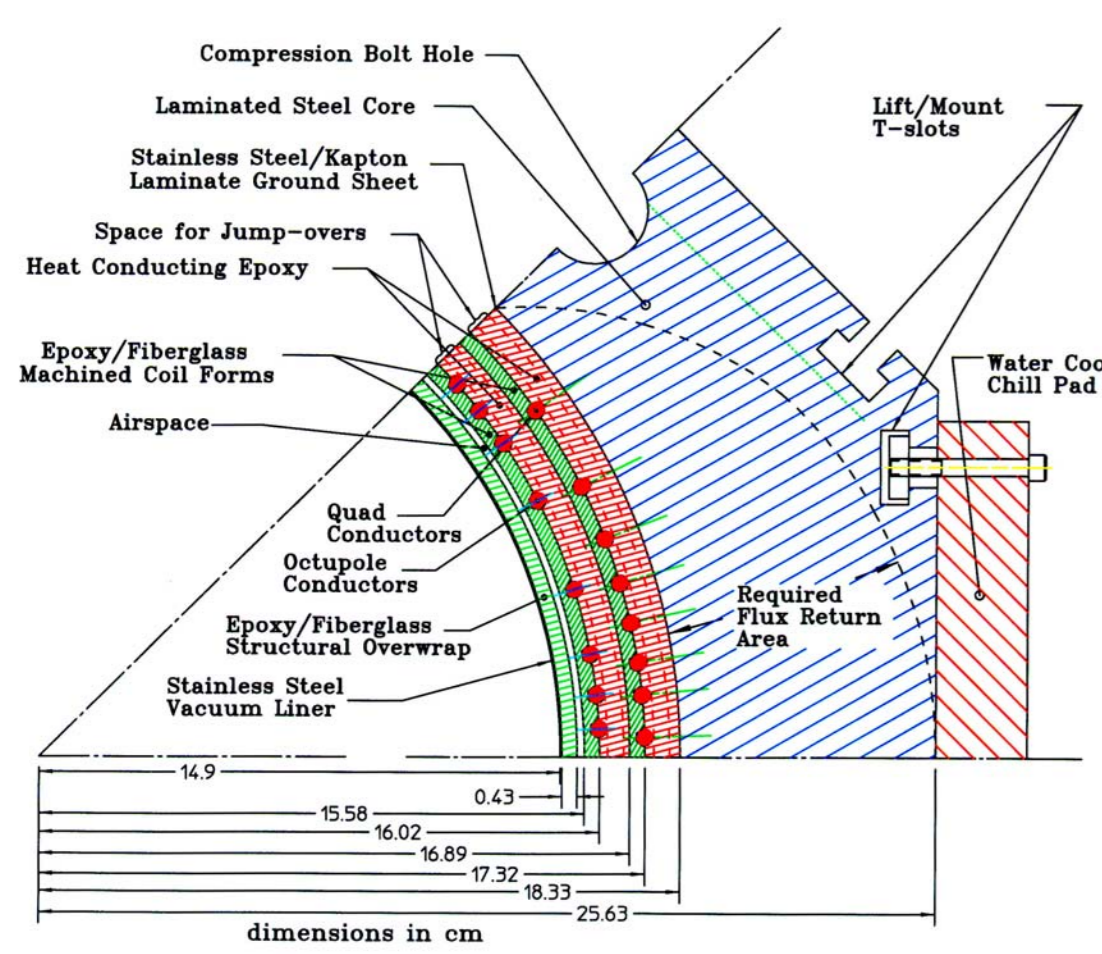 Compression Bolt Hole
Laminated Steel Core
Lift/Mount
T-slots
Stainless Steel/Kapton
Laminate Ground Sheet
Space for Jump-overs
Heat Conducting Epoxy
Epoxy/Fiberglass
Machined Coil Forms
Water Coo
Chill Pad
Airspace
Quad
Conductors
Octupole
Conductors
Required
Flux Return
Area
Epoxy/Fiberglass
Structural Overwrap
Stainless Steel
Vacuum Liner
14.9
0.43
15.58
16.02
16.89
17.32
18.33
25.63
dimensions in cm